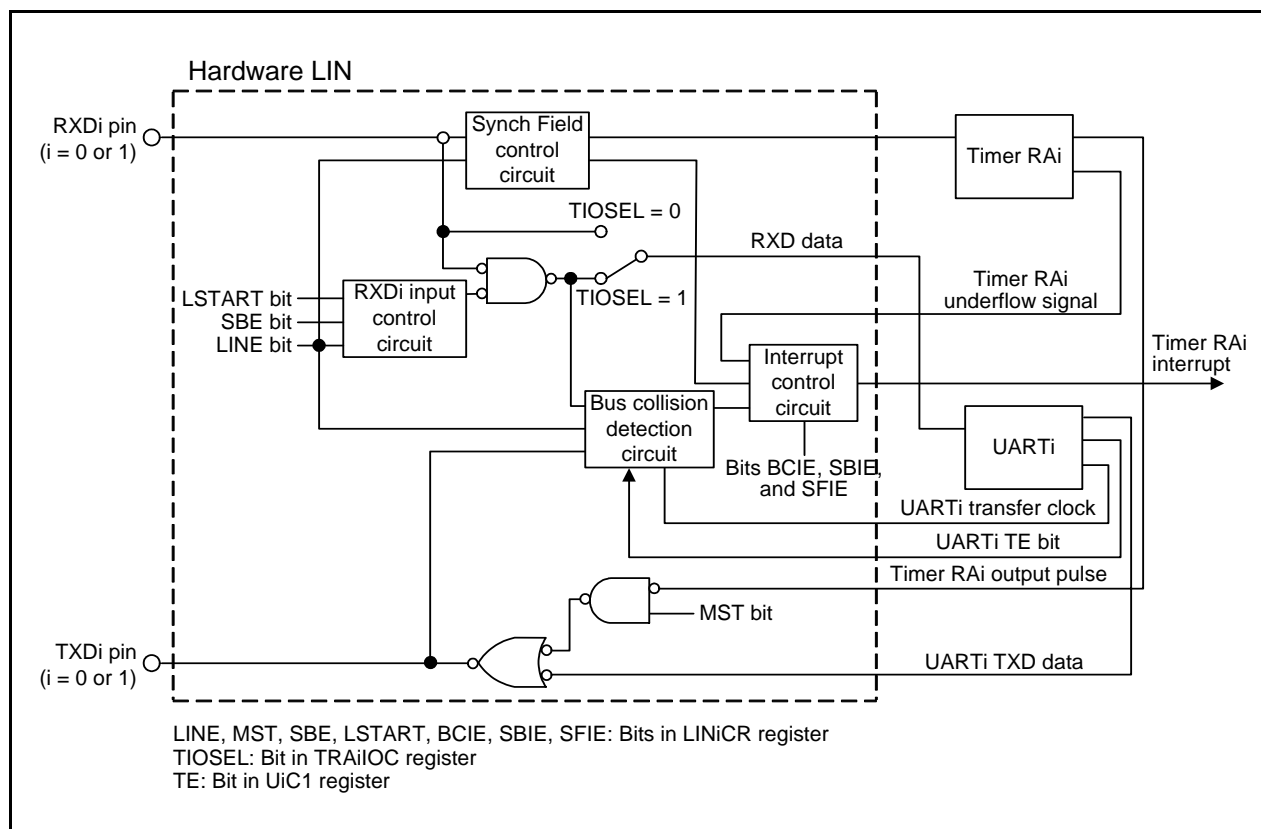 Hardware LIN
RXDi pin
(i = 0 or 1)
Synch Field
control
circuit
Timer RAi
TIOSEL = 0
RXD data
TIOSEL = 1
LSTART bit
SBE bit
LINE bit
RXDi input
control
circuit
Timer RAi
underflow signal
Timer RAi
interrupt
Interrupt
control
circuit
Bus collision
detection
circuit
Bits BCIE, SBIE,
and SFIE
UARTi
UARTi transfer clock
UARTi TE bit
Timer RAi output pulse
MST bit
TXDi pin
(i = 0 or 1)
UARTi TXD data
LINE, MST, SBE, LSTART, BCIE, SBIE, SFIE: Bits in LINiCR register
TIOSEL: Bit in TRAiIOC register
TE: Bit in UiC1 register